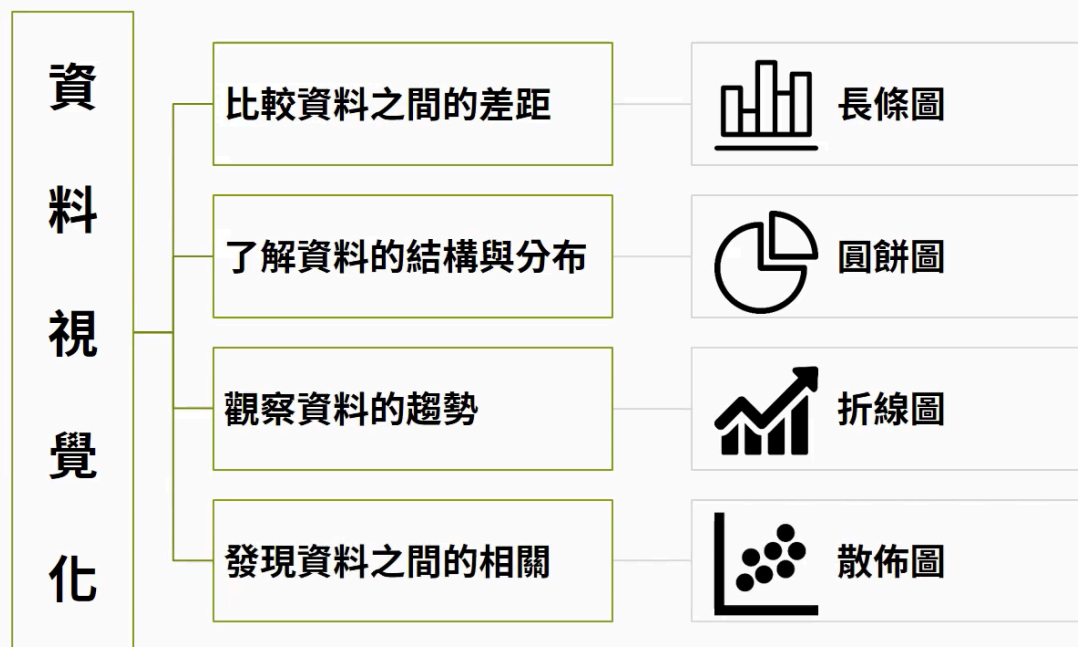 資料視覺化
比較資料之間的差距
長條圖
了解資料的結構與分布
圓餅圖
觀察資料的趨勢
折線圖
發現資料之間的相關
散佈圖